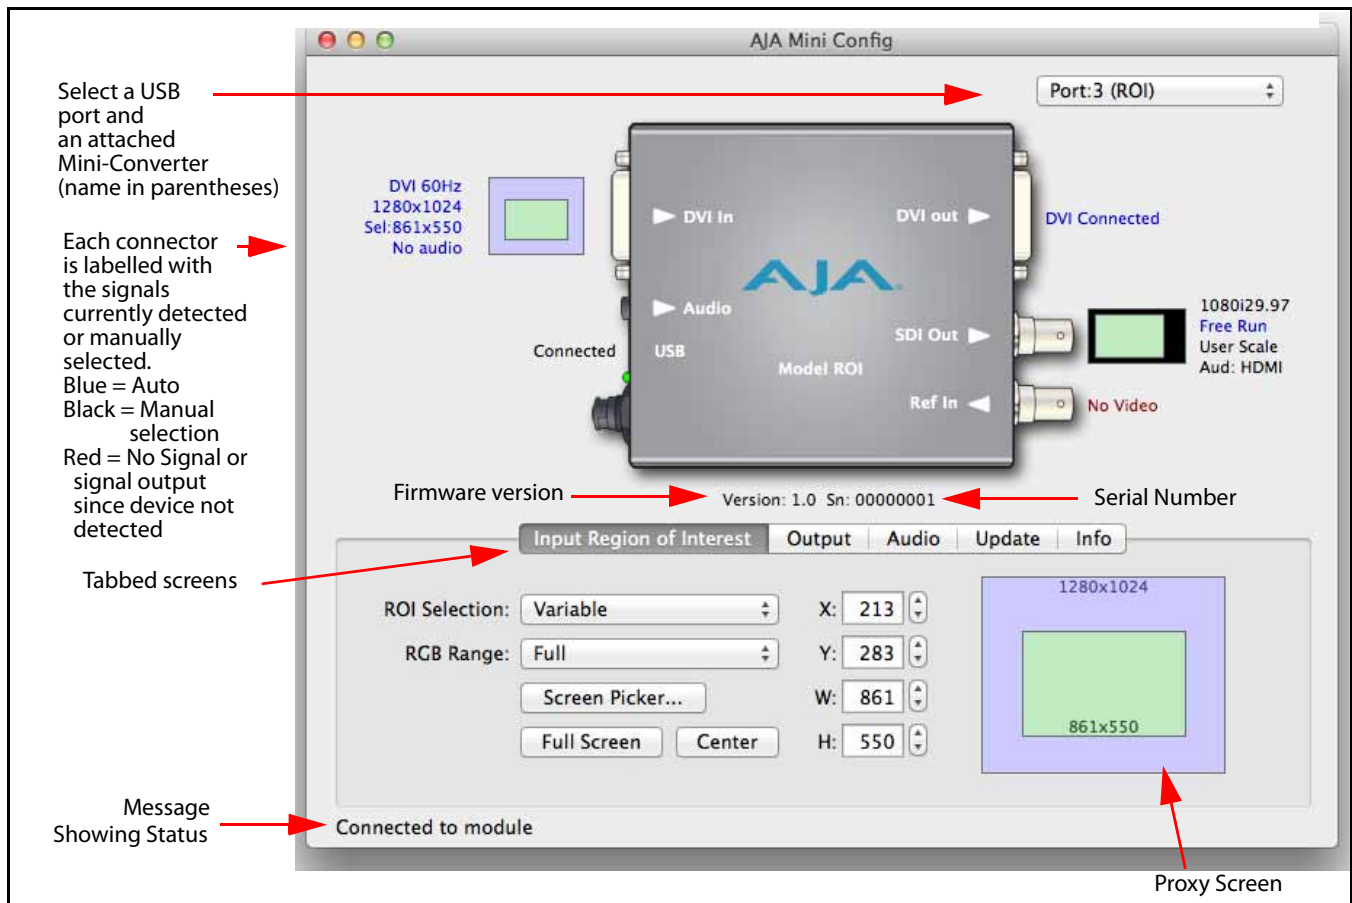 AJA Mini Config
Select a USB
port and
an attached
Mini-Converter
(name in parentheses)
Port:3 (ROI)
DVI 60Hz
1280x1024
Sel:861x550
No audio
DVI In
DVI out
DVI Connected
Each connector
is labelled with
the signals
currently detected
or manually
selected.
Blue = Auto
Black = Manual
selection
Red = No Signal or
signal output
since device not
detected
AJA
Audio
Connected
USB
SDI Out
Model ROI
Ref In
1080i29.97
Free Run
User Scale
Aud: HDMI
No Video
Firmware version
Version: 1.0 Sn: 00000001
Serial Number
Tabbed screens
Input Region of Interest
Output
Audio
Update
Info
ROI Selection: Variable
RGB Range: Full
Screen Picker...
Full Screen
Center
X: 213
Y: 283
W: 861
H: 550
1280x1024
861x550
Message
Showing Status
Connected to module
Proxy Screen